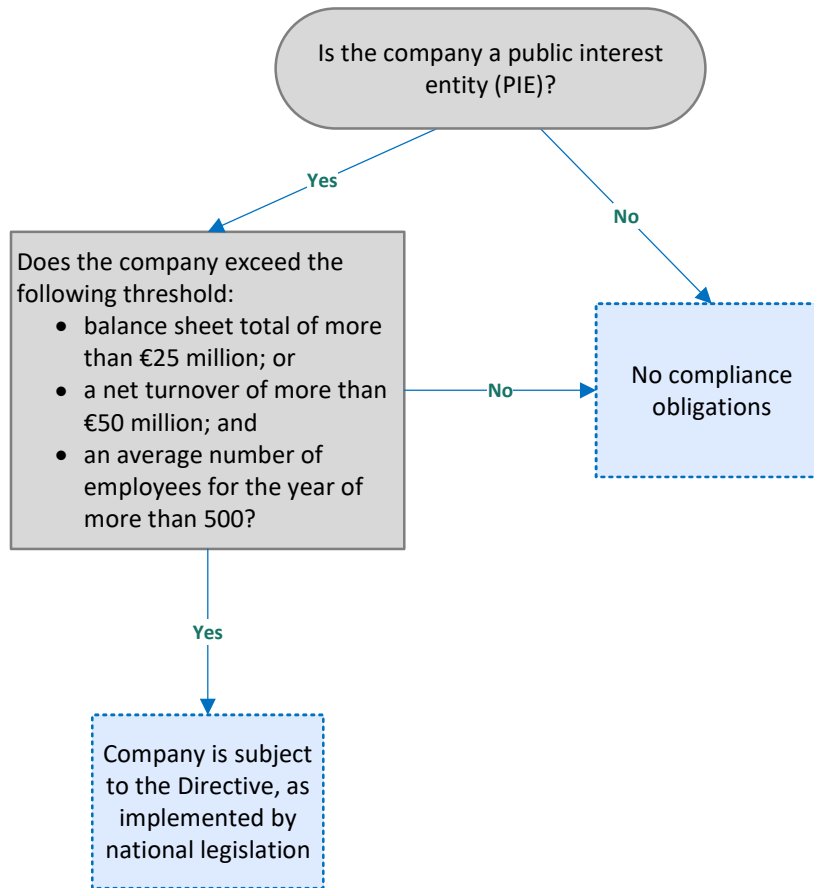 Is the company a public interest
entity (PIE)?
Yes
No
Does the company exceed the
following threshold:
• balance sheet total of more
than €25 million; or
• a net turnover of more than
€50 million; and
• an average number of
employees for the year of
more than 500?
No
No compliance
obligations
Yes
Company is subject
to the Directive, as
implemented by
national legislation